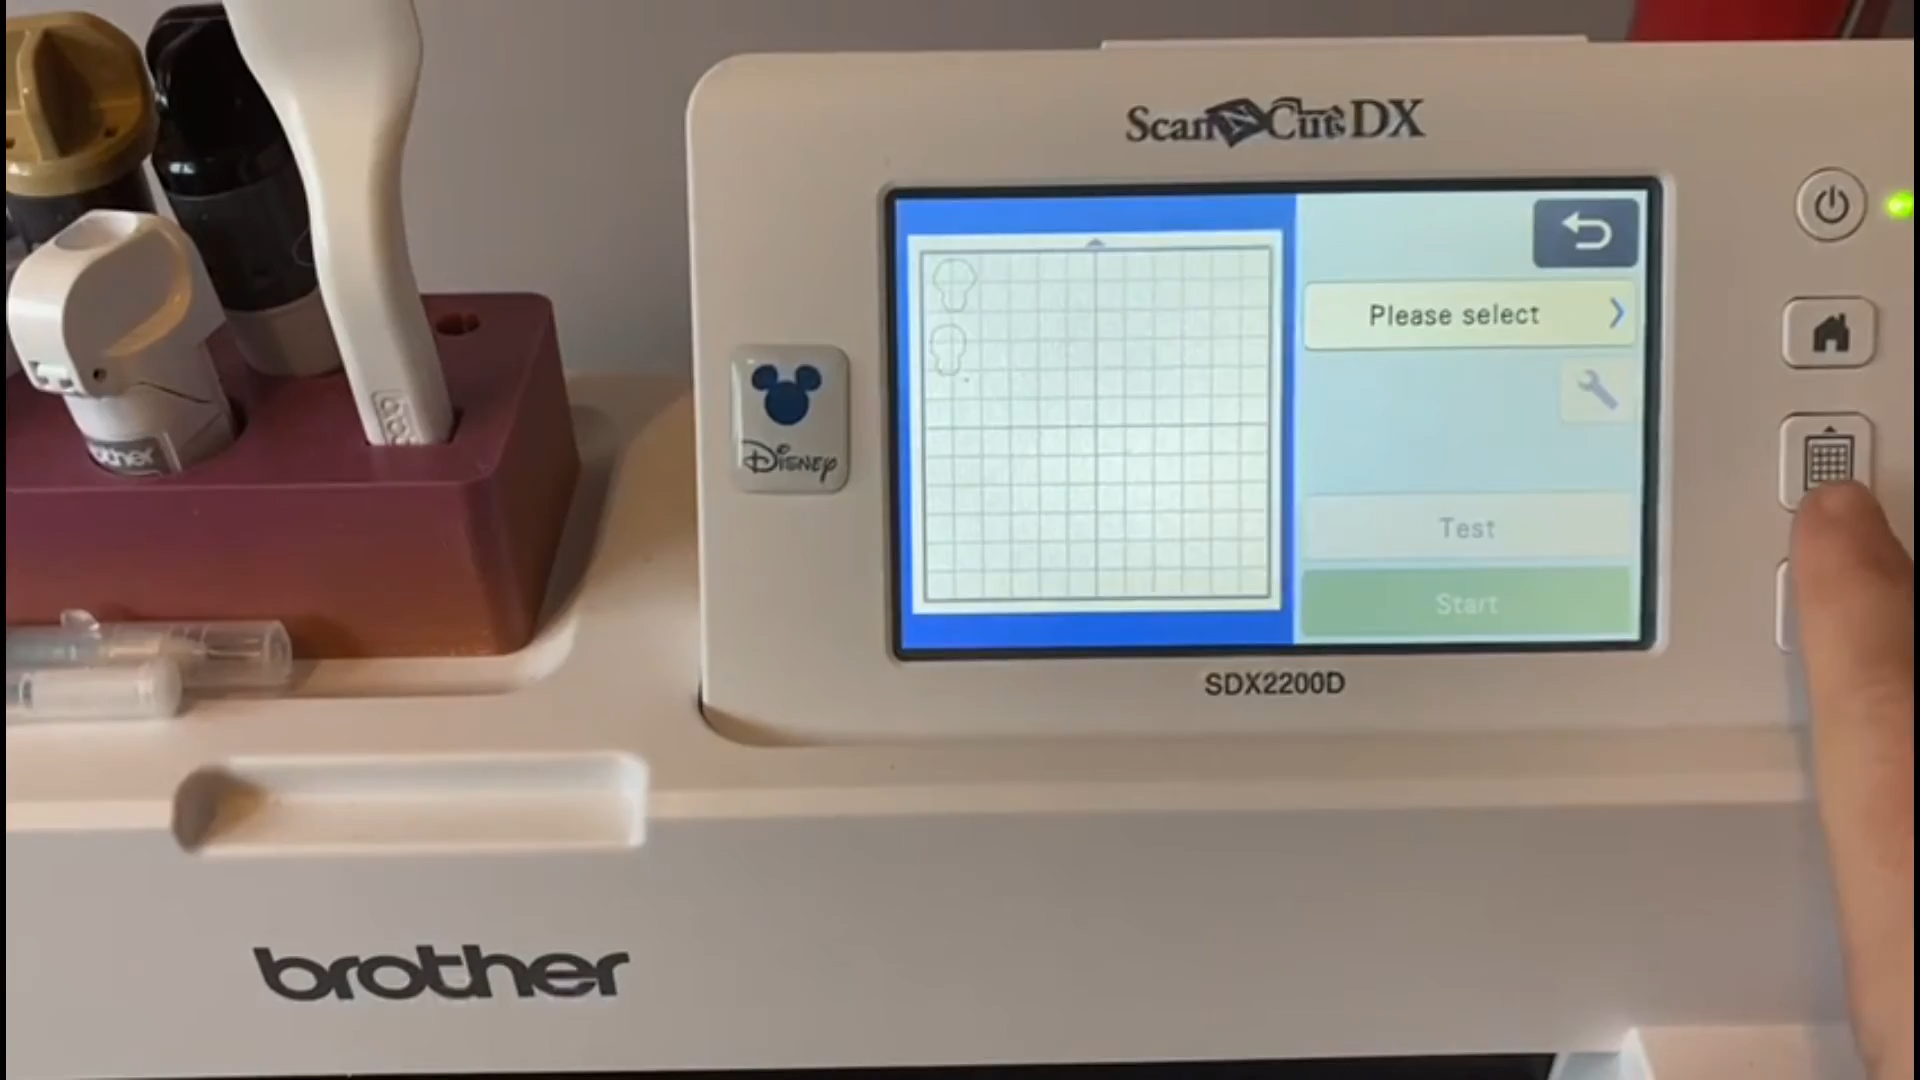 ScanNCut DX
Please select
Disney
Test
Start
SDX2200D
brother